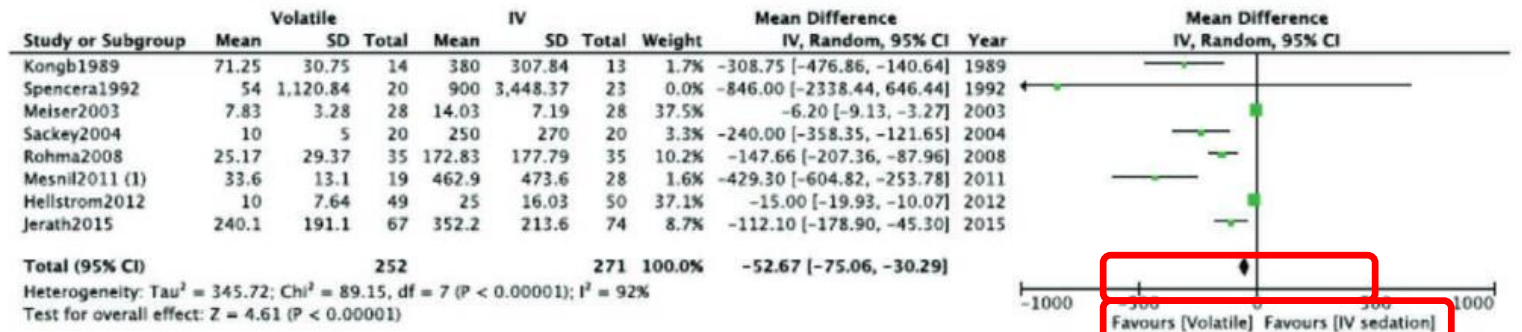 Volatile IV Mean Difference Mean Difference
Study or Subgroup Mean SD Total Mean SD Total Weight IV, Random, 95% CI Year IV, Random, 95% CI
Kongb1989 71.25 30.75 14 380 307.84 13 1.7% -308.75 [-476.86, -140.64] 1989
Spencera1992 54 1,120.84 20 900 3,448.37 23 0.0% -846.00 [-2338.44, 646.44] 1992
Meiser2003 7.83 3.28 28 14.03 7.19 28 37.5% -6.20 [-9.13, -3.27] 2003
Sackey2004 10 5 20 250 270 20 3.3% -240.00 [-358.35, -121.65] 2004
Rohma2008 25.17 29.37 35 172.83 177.79 35 10.2% -147.66 [-207.36, -87.96] 2008
Mesnil2011 (1) 33.6 13.1 19 462.9 473.6 28 1.6% -429.30 [-604.82, -253.78] 2011
Hellstrom2012 10 7.64 49 25 16.03 50 37.1% -15.00 [-19.93, -10.07] 2012
Jerath2015 240.1 191.1 67 352.2 213.6 74 8.7% -112.10 [-178.90, -45.30] 2015
Total (95% CI) 252 271 100.0% -52.67 [-75.06, -30.29]
Heterogeneity: Tau² = 345.72; Chi² = 89.15, df = 7 (P < 0.00001); I² = 92%
Test for overall effect: Z = 4.61 (P < 0.00001)
-1000 -500 0 500 1000
Favours [Volatile] Favours [IV sedation]